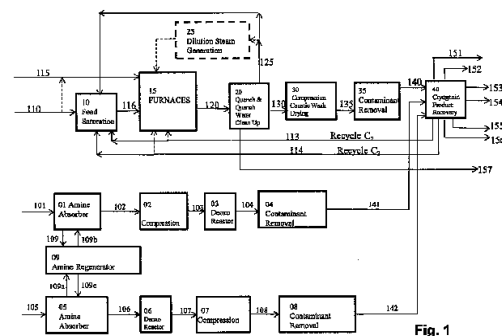 25
Dilution Steam
Generation
125
151
152
153
154
155
156
115
110
10
Feed
Saturation
116
15
FURNACES
120
20
Quench &
Quench
Water
Clean Up
130
30
Compression
Caustic Wash
Drying
135
35
Contaminant
Removal
140
40
Cryogenic
Product
Recovery
113
Recycle C₃
114
Recycle C₂
157
101
01 Amine
Absorber
102
02
Compression
103
03
Deoxo
Reactor
104
04
Contaminant
Removal
141
109
109b
09
Amine Regenerator
109a
109c
105
05
Amine
Absorber
106
06
Deoxo
Reactor
107
07
Compression
108
08
Contaminant
Removal
142
Fig. 1